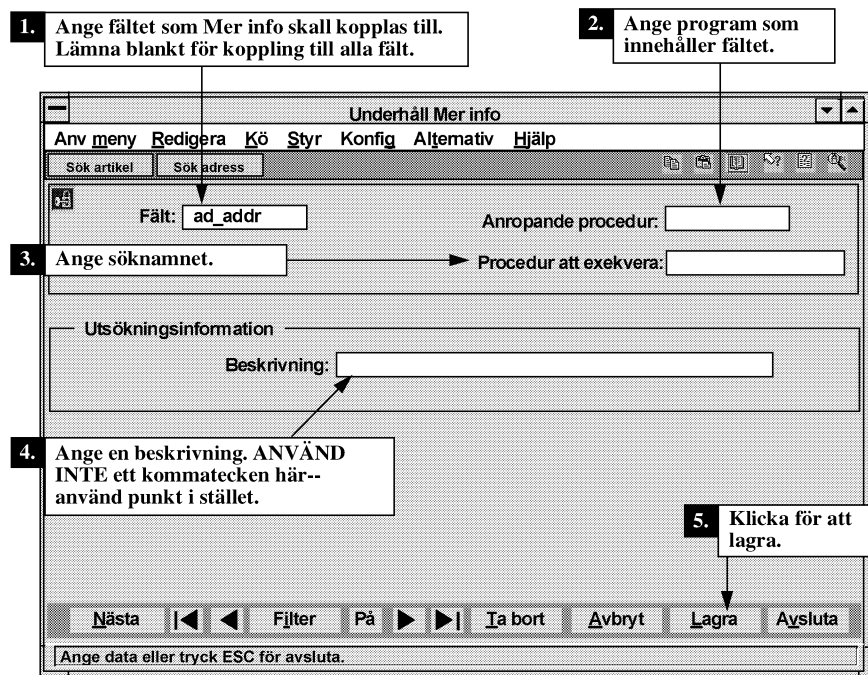 1. Ange fältet som Mer info skall kopplas till.
Lämna blankt för koppling till alla fält.
2. Ange program som
innehåller fältet.
Underhåll Mer info
Anv meny Redigera Kö Styr Konfig Alternativ Hjälp
Sök artikel Sök adress
Fält: ad_addr
Anropande procedur:
3. Ange söknamnet.
Procedur att exekvera:
Utsökningsinformation
Beskrivning:
4. Ange en beskrivning. ANVÄND
INTE ett kommatecken här--
använd punkt i stället.
5. Klicka för att
lagra.
Nästa Filter På Ta bort Avbryt Lagra Avsluta
Ange data eller tryck ESC för avsluta.